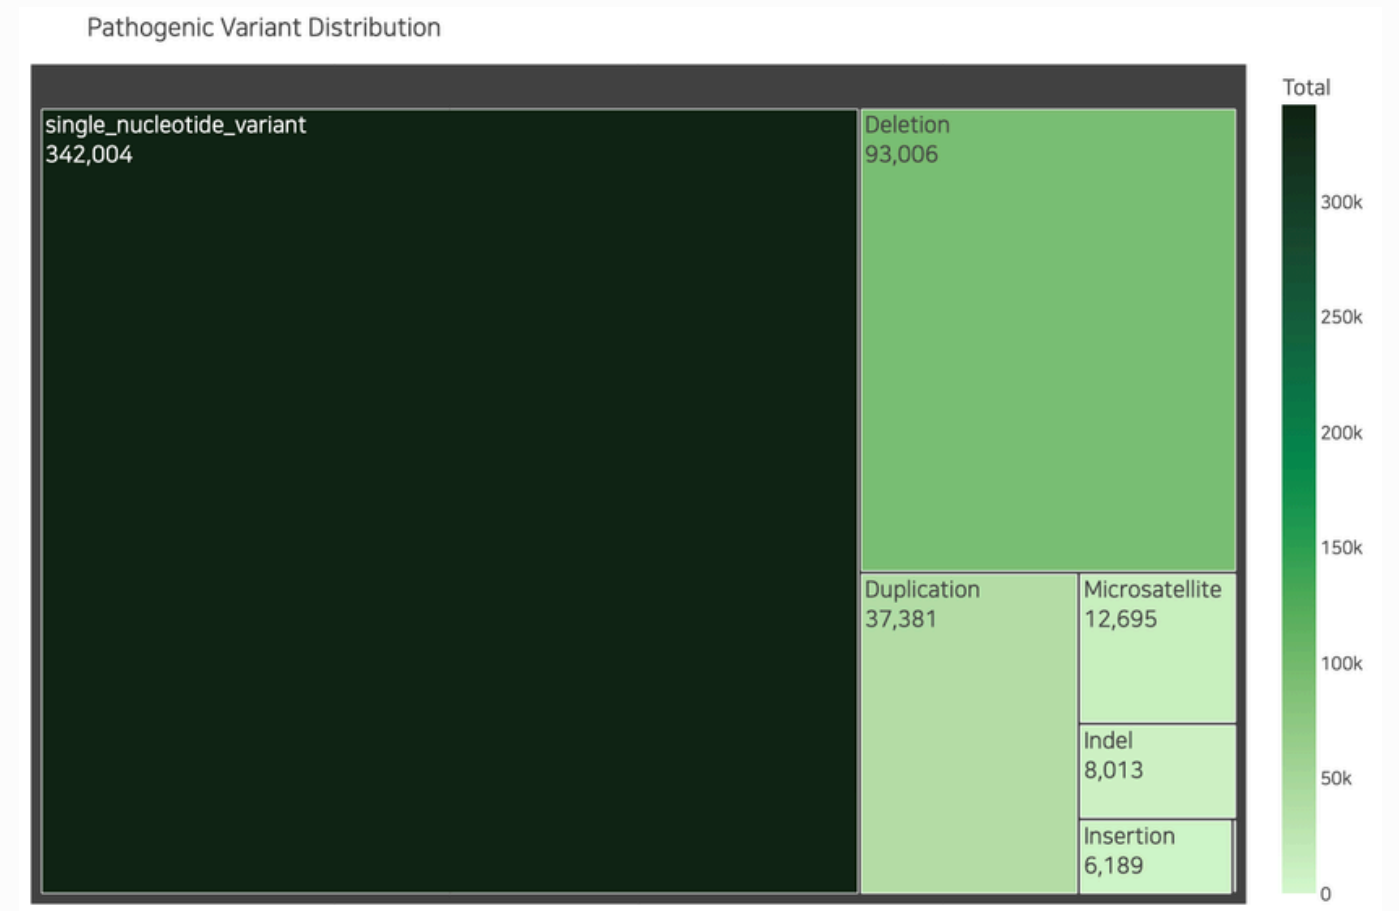 Pathogenic Variant Distribution
single_nucleotide_variant
342,004
Deletion
93,006
Duplication
37,381
Microsatellite
12,695
Indel
8,013
Insertion
6,189
Total
300k
250k
200k
150k
100k
50k
0